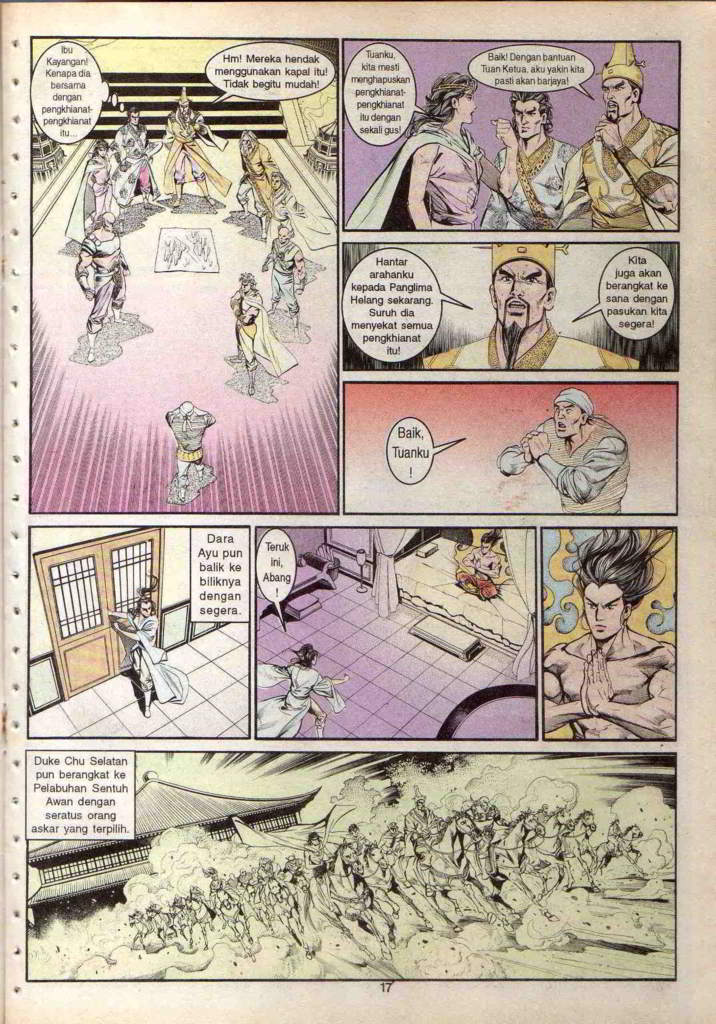 Ibu
Kayangan!
Kenapa dia
bersama
dengan
pengkhianat-
pengkhianat
itu...
Hm! Mereka hendak
menggunakan kapal itu!
Tidak begitu mudah!
Tuanku,
kita mesti
menghapuskan
pengkhianat-
pengkhianat
itu dengan
sekali gus!
Baik! Dengan bantuan
Tuan Ketua, aku yakin kita
pasti akan barjaya!
Hantar
arahanku
kepada Panglima
Helang sekarang.
Suruh dia
menyekat semua
pengkhianat
itu!
Kita
juga akan
berangkat ke
sana dengan
pasukan kita
segera!
Baik,
Tuanku
!
Dara
Ayu pun
balik ke
biliknya
dengan
segera.
Teruk
ini,
Abang
!
Duke Chu Selatan
pun berangkat ke
Pelabuhan Sentuh
Awan dengan
seratus orang
askar yang terpilih.
17